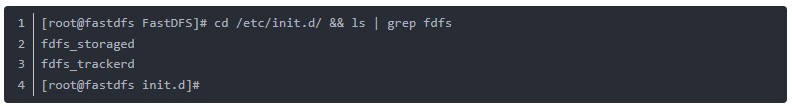 1 [root@fastdfs FastDFS]# cd /etc/init.d/ && ls | grep fdfs
2 fdfs_storaged
3 fdfs_trackerd
4 [root@fastdfs init.d]#